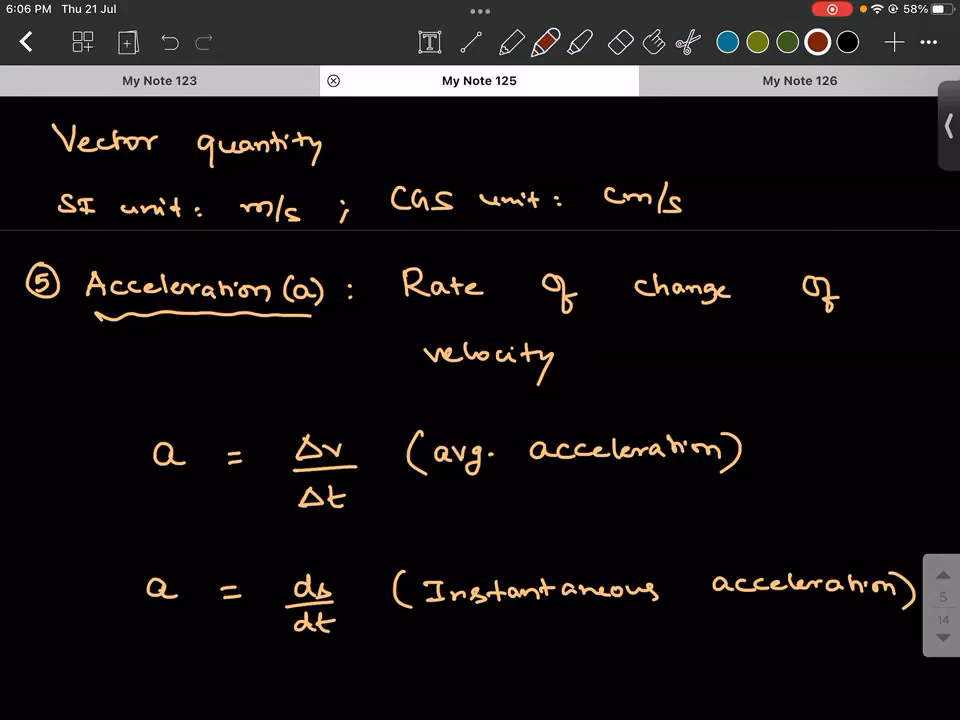 6:06 PM Thu 21 Jul 58%
My Note 123 My Note 125 My Note 126
Vector quantity
SI unit: m/s ; CGS unit: cm/s
⑤ Acceleration (a) : Rate of change of
velocity
a = Δv/Δt (avg. acceleration)
a = ds/dt (Instantaneous acceleration)
5
14